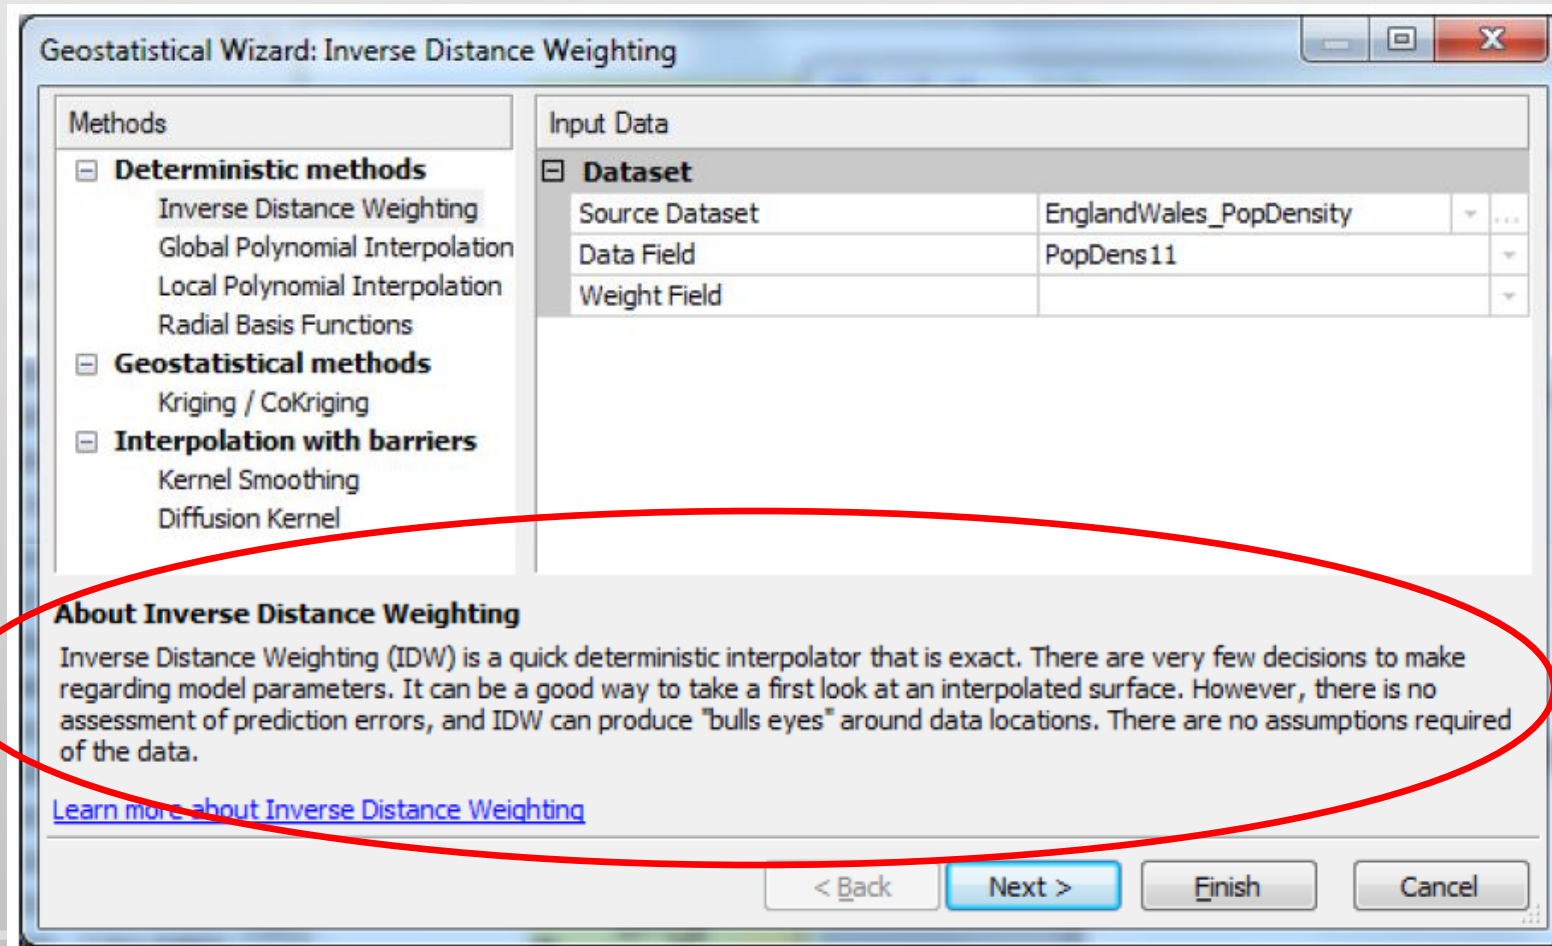 Geostatistical Wizard: Inverse Distance Weighting
Methods
Deterministic methods
Inverse Distance Weighting
Global Polynomial Interpolation
Local Polynomial Interpolation
Radial Basis Functions
Geostatistical methods
Kriging / CoKriging
Interpolation with barriers
Kernel Smoothing
Diffusion Kernel
Input Data
Dataset
Source Dataset EnglandWales_PopDensity ...
Data Field PopDens11
Weight Field
About Inverse Distance Weighting
Inverse Distance Weighting (IDW) is a quick deterministic interpolator that is exact. There are very few decisions to make
regarding model parameters. It can be a good way to take a first look at an interpolated surface. However, there is no
assessment of prediction errors, and IDW can produce "bulls eyes" around data locations. There are no assumptions required
of the data.
Learn more about Inverse Distance Weighting
< Back Next > Finish Cancel